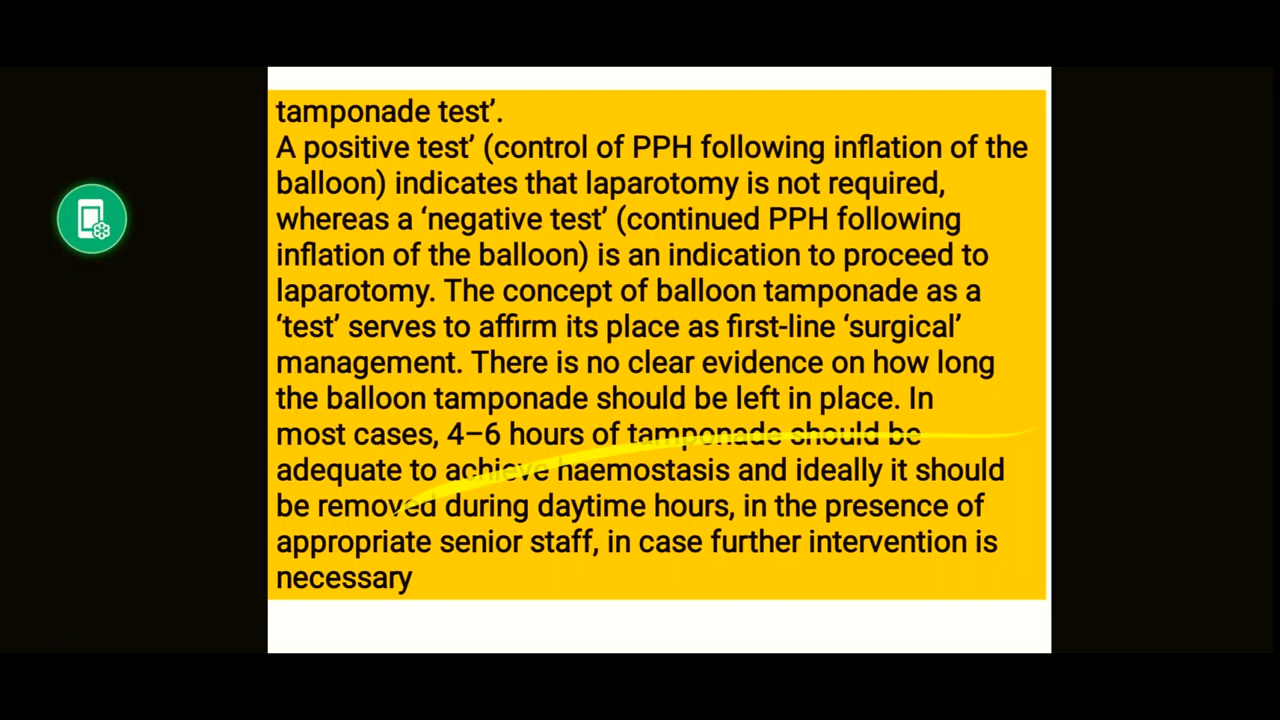 tamponade test’.
A positive test’ (control of PPH following inflation of the
balloon) indicates that laparotomy is not required,
whereas a ‘negative test’ (continued PPH following
inflation of the balloon) is an indication to proceed to
laparotomy. The concept of balloon tamponade as a
‘test’ serves to affirm its place as first-line ‘surgical’
management. There is no clear evidence on how long
the balloon tamponade should be left in place. In
most cases, 4–6 hours of tamponade should be
adequate to achieve haemostasis and ideally it should
be removed during daytime hours, in the presence of
appropriate senior staff, in case further intervention is
necessary